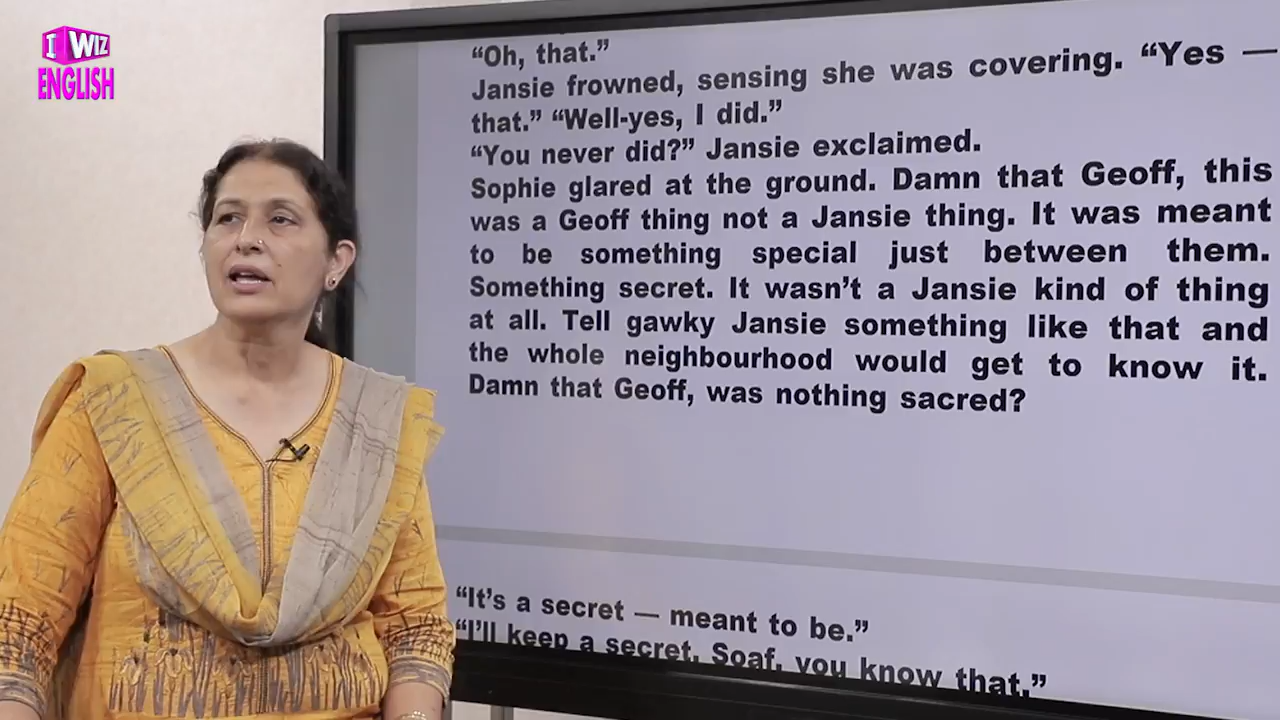 I WIZ
ENGLISH
“Oh, that.”
Jansie frowned, sensing she was covering. “Yes —
that.” “Well-yes, I did.”
“You never did?” Jansie exclaimed.
Sophie glared at the ground. Damn that Geoff, this
was a Geoff thing not a Jansie thing. It was meant
to be something special just between them.
Something secret. It wasn’t a Jansie kind of thing
at all. Tell gawky Jansie something like that and
the whole neighbourhood would get to know it.
Damn that Geoff, was nothing sacred?
“It’s a secret — meant to be.”
“I’ll keep a secret, Soaf, you know that.”